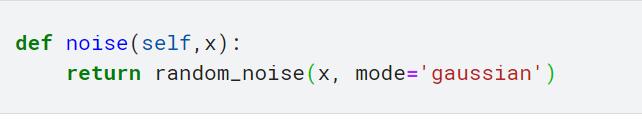 def noise(self,x):
    return random_noise(x, mode='gaussian')